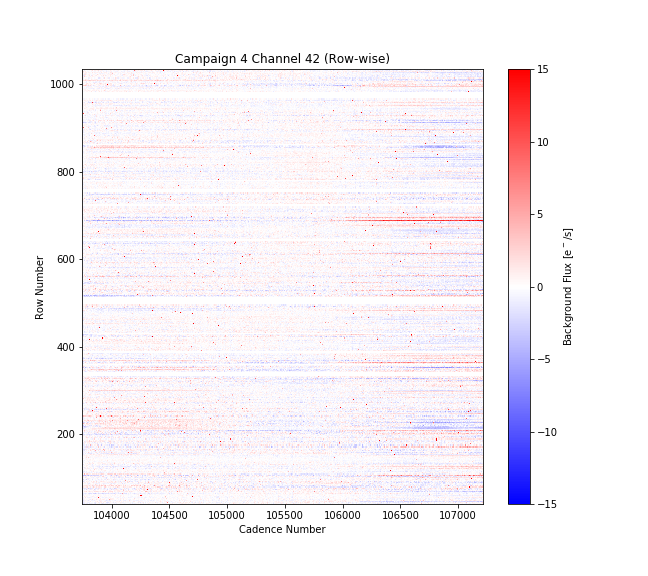 Campaign 4 Channel 42 (Row-wise)
1000
800
600
400
200
Row Number
104000 104500 105000 105500 106000 106500 107000
Cadence Number
15
10
5
0
−5
−10
−15
Background Flux [e⁻/s]